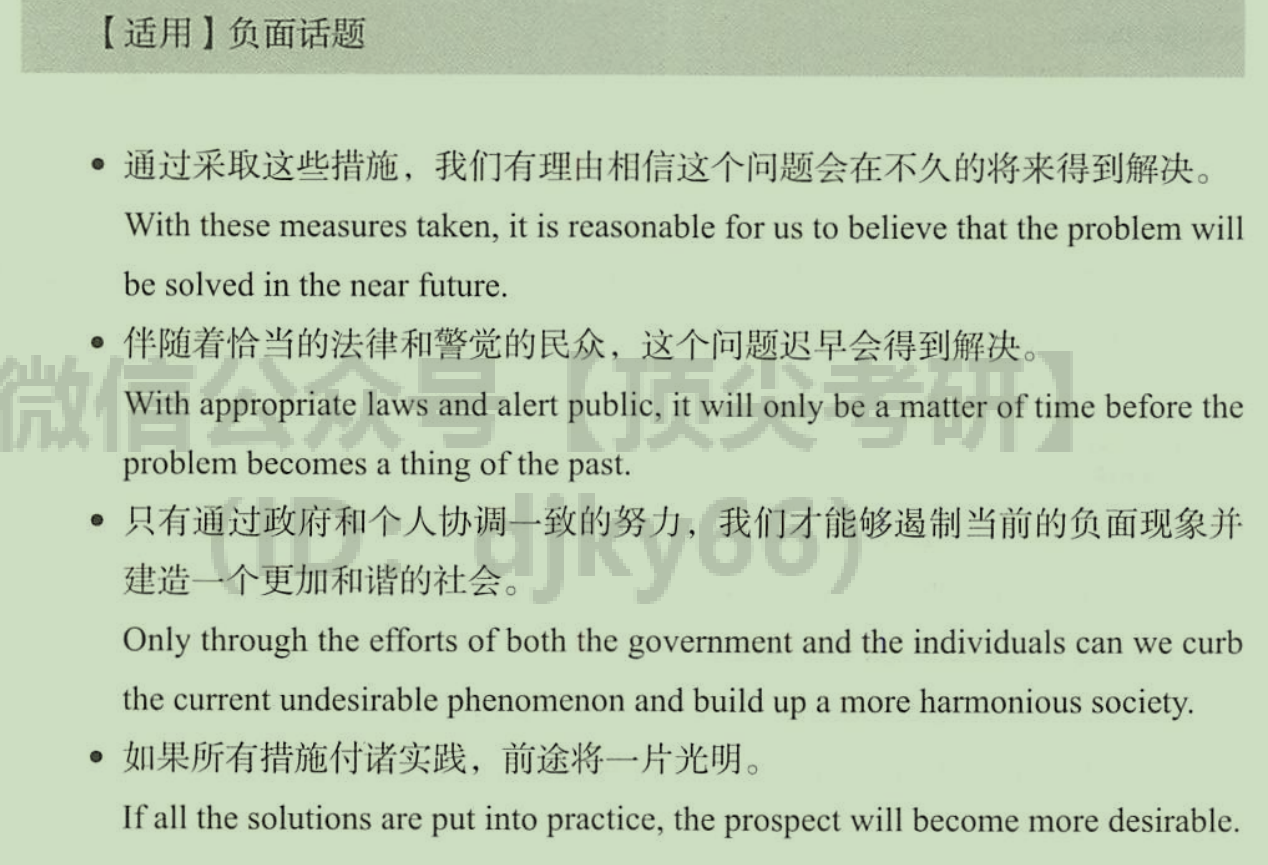 【适用】负面话题
• 通过采取这些措施，我们有理由相信这个问题会在不久的将来得到解决。
With these measures taken, it is reasonable for us to believe that the problem will
be solved in the near future.
• 伴随着恰当的法律和警觉的民众，这个问题迟早会得到解决。
微信公众号【顶尖考研】
With appropriate laws and alert public, it will only be a matter of time before the
problem becomes a thing of the past.
• 只有通过政府和个人协调一致的努力，我们才能够遏制当前的负面现象并
(ID: djky66)
建造一个更加和谐的社会。
Only through the efforts of both the government and the individuals can we curb
the current undesirable phenomenon and build up a more harmonious society.
• 如果所有措施付诸实践，前途将一片光明。
If all the solutions are put into practice, the prospect will become more desirable.